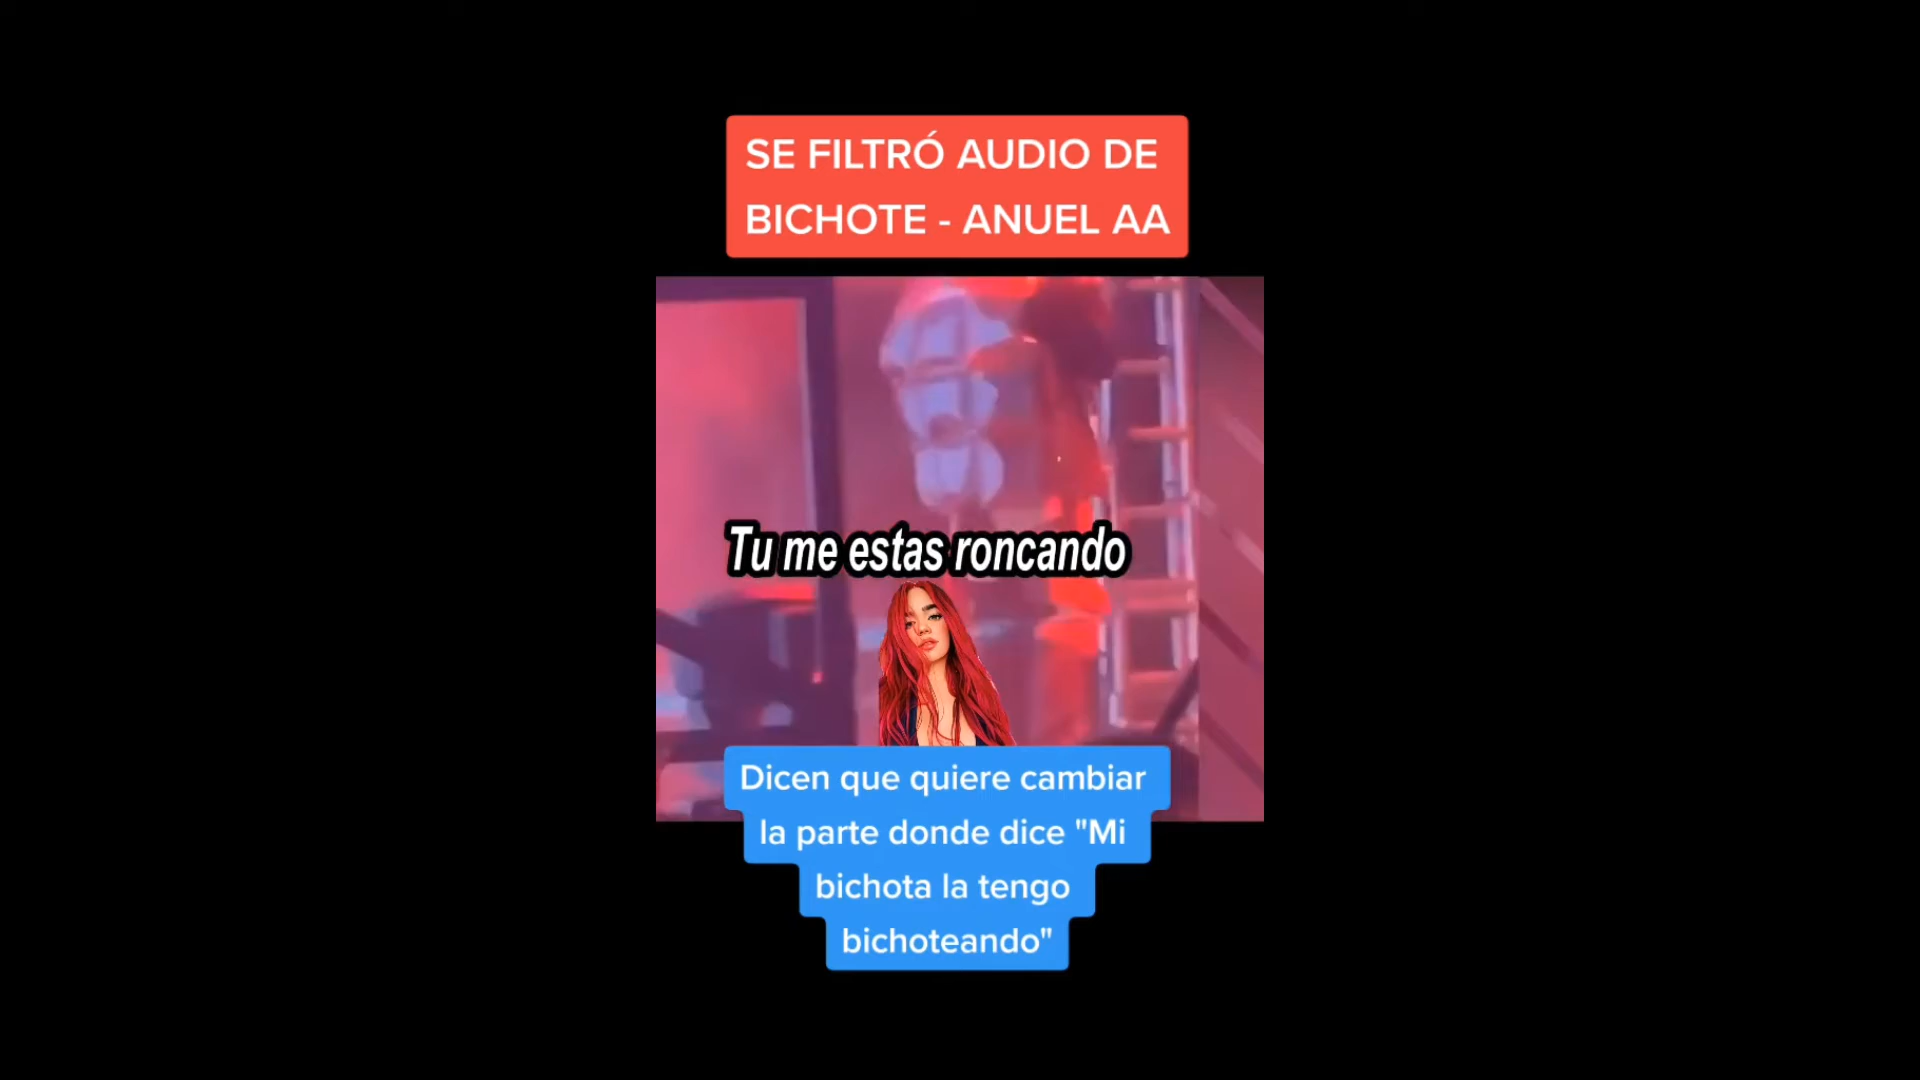 SE FILTRÓ AUDIO DE
BICHOTE - ANUEL AA
Tu me estas roncando
Dicen que quiere cambiar
la parte donde dice "Mi
bichota la tengo
bichoteando"